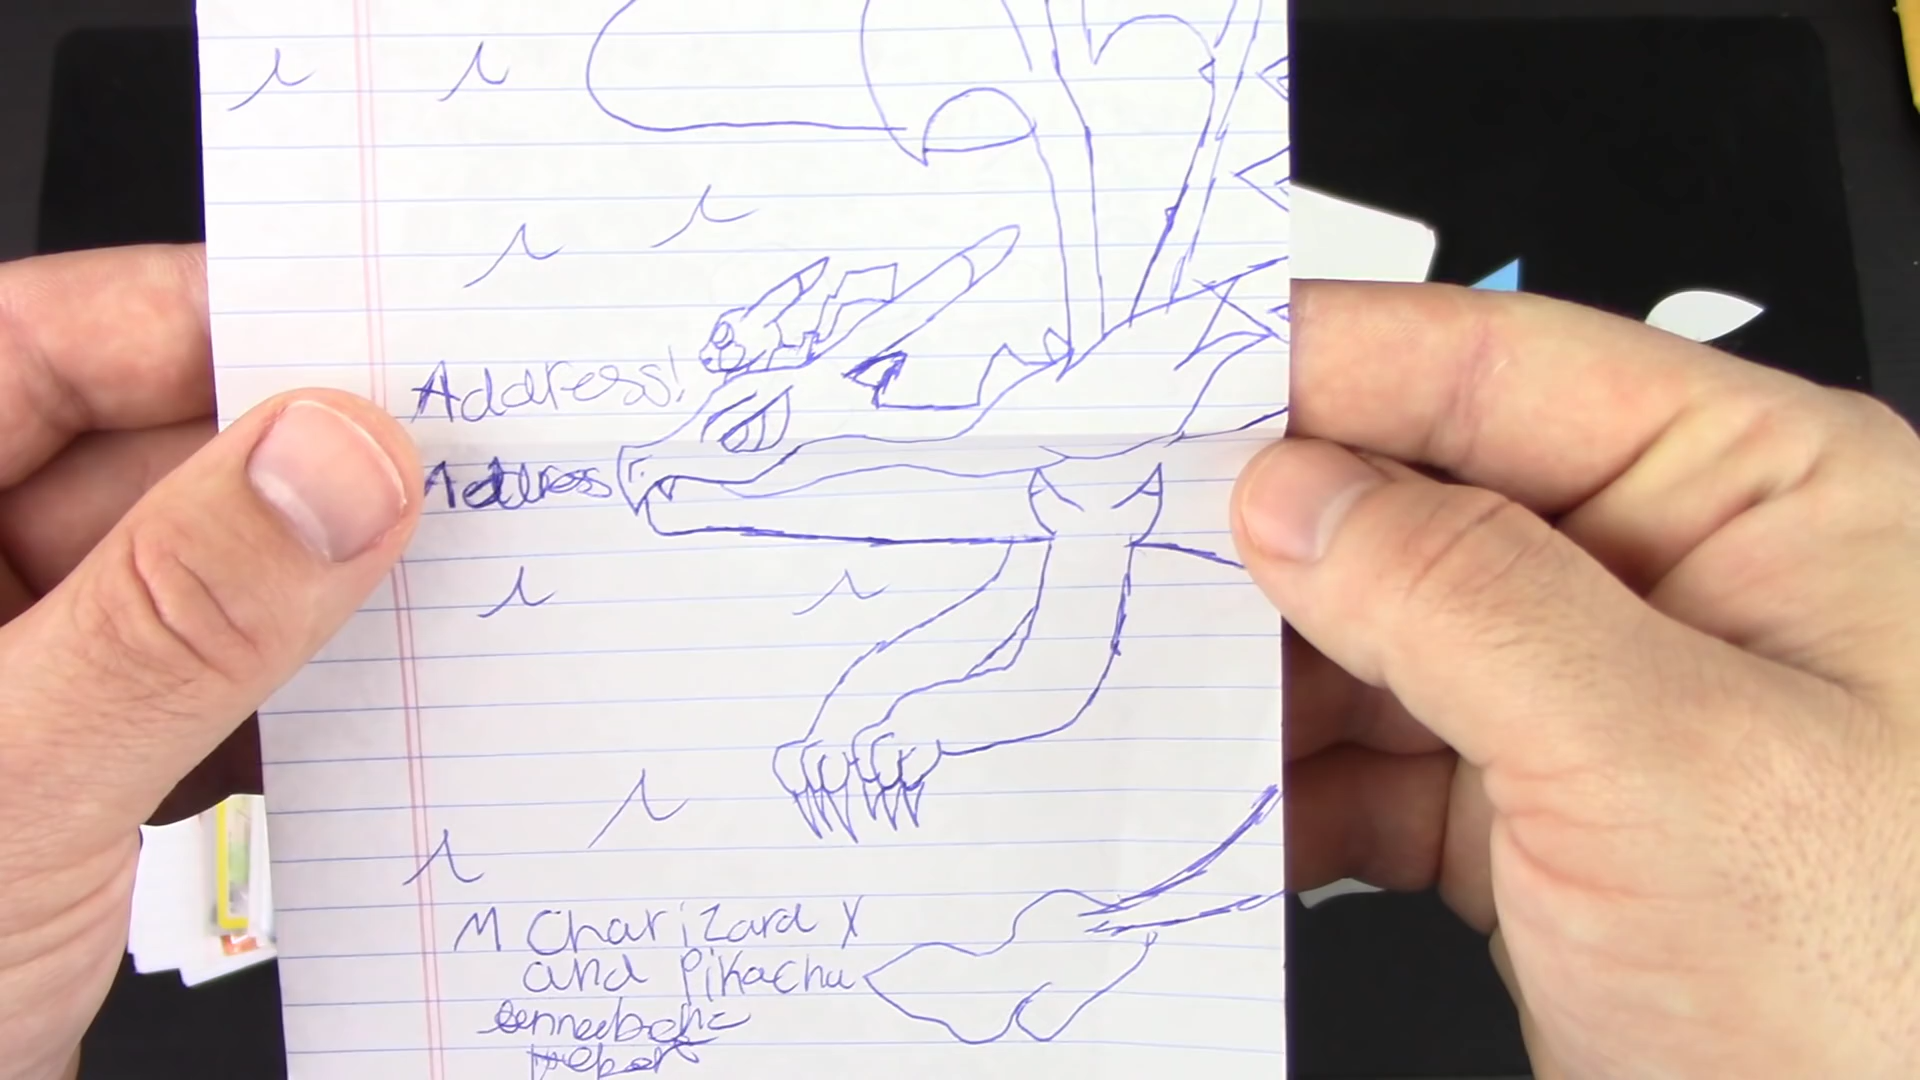 Address!
Address
M Charizard X
and Pikachu